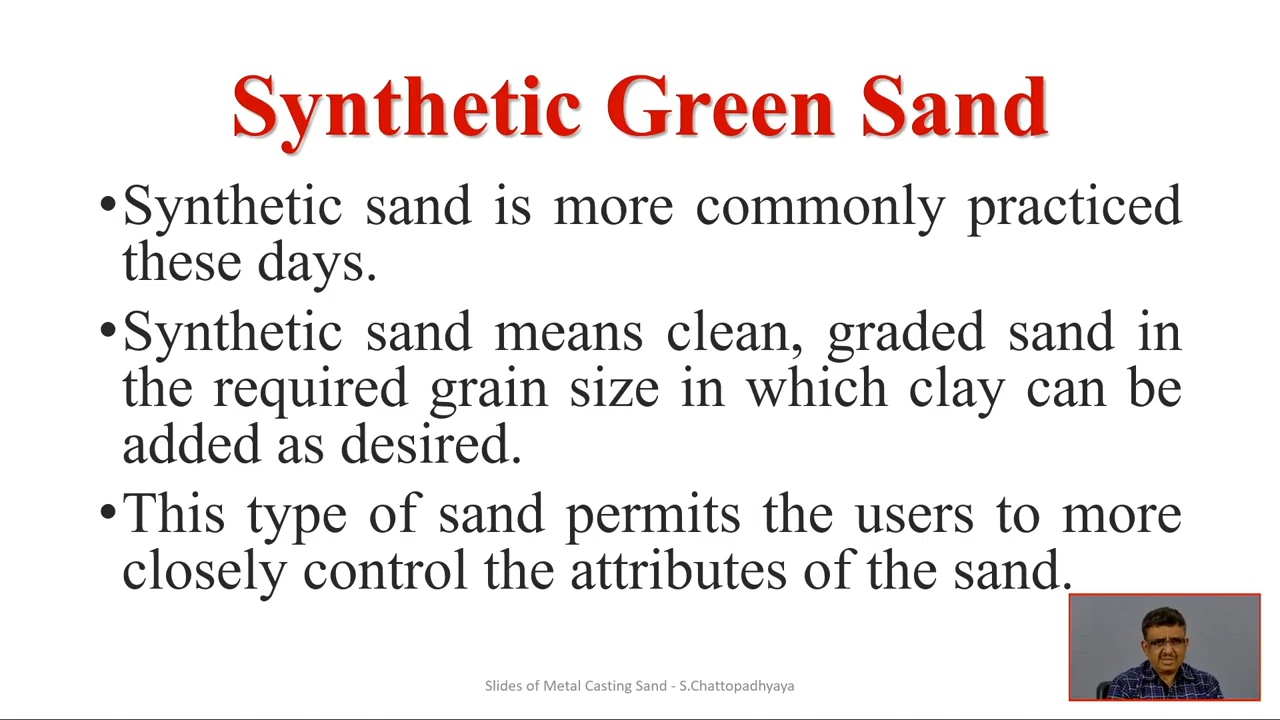 Synthetic Green Sand
•Synthetic sand is more commonly practiced
these days.
•Synthetic sand means clean, graded sand in
the required grain size in which clay can be
added as desired.
•This type of sand permits the users to more
closely control the attributes of the sand.
Slides of Metal Casting Sand - S.Chattopadhyaya